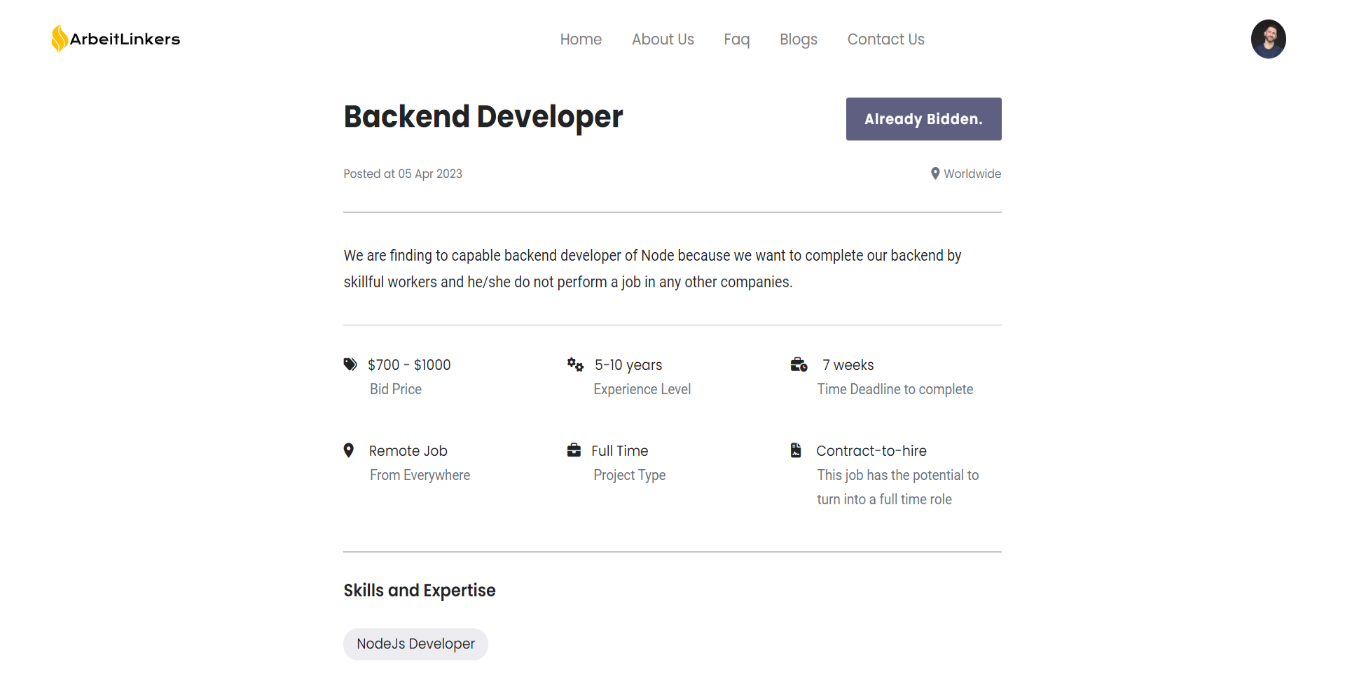 ArbeitLinkers
Home About Us Faq Blogs Contact Us
Backend Developer
Already Bidden.
Posted at 05 Apr 2023
Worldwide
We are finding to capable backend developer of Node because we want to complete our backend by
skillful workers and he/she do not perform a job in any other companies.
$700 - $1000
Bid Price
5-10 years
Experience Level
7 weeks
Time Deadline to complete
Remote Job
From Everywhere
Full Time
Project Type
Contract-to-hire
This job has the potential to
turn into a full time role
Skills and Expertise
NodeJs Developer